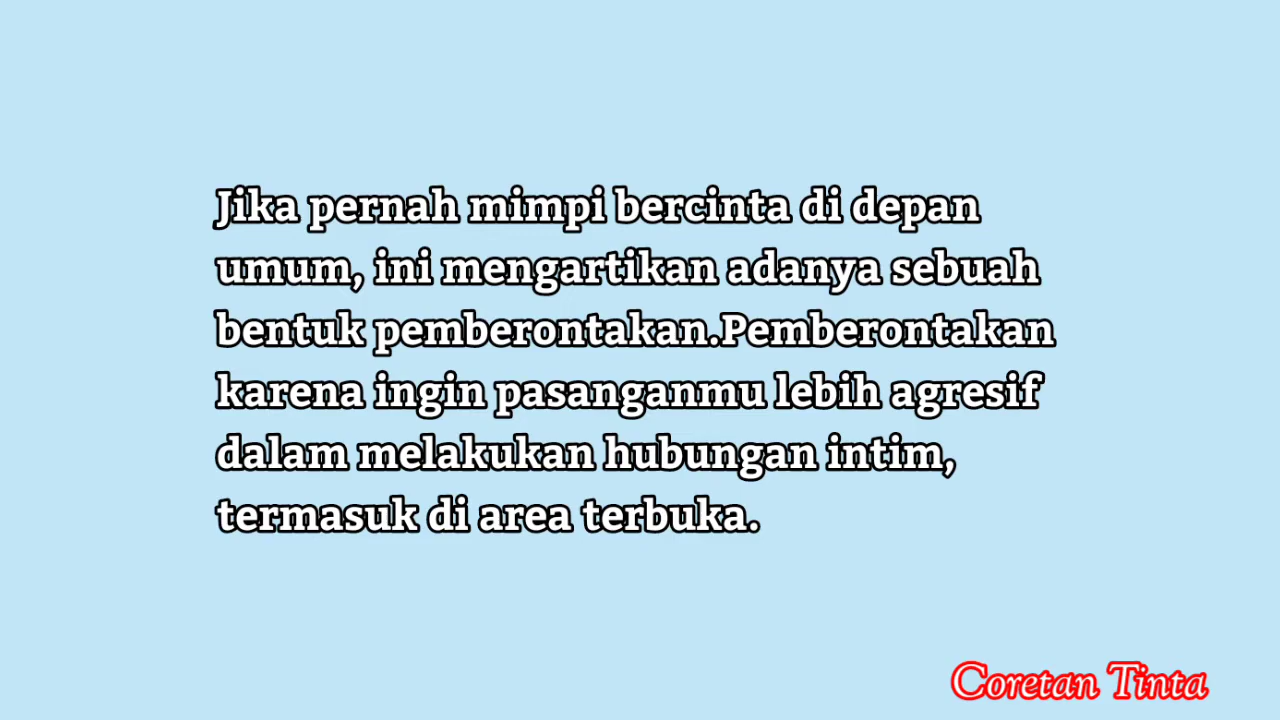 Jika pernah mimpi bercinta di depan
umum, ini mengartikan adanya sebuah
bentuk pemberontakan.Pemberontakan
karena ingin pasanganmu lebih agresif
dalam melakukan hubungan intim,
termasuk di area terbuka.
Coretan Tinta